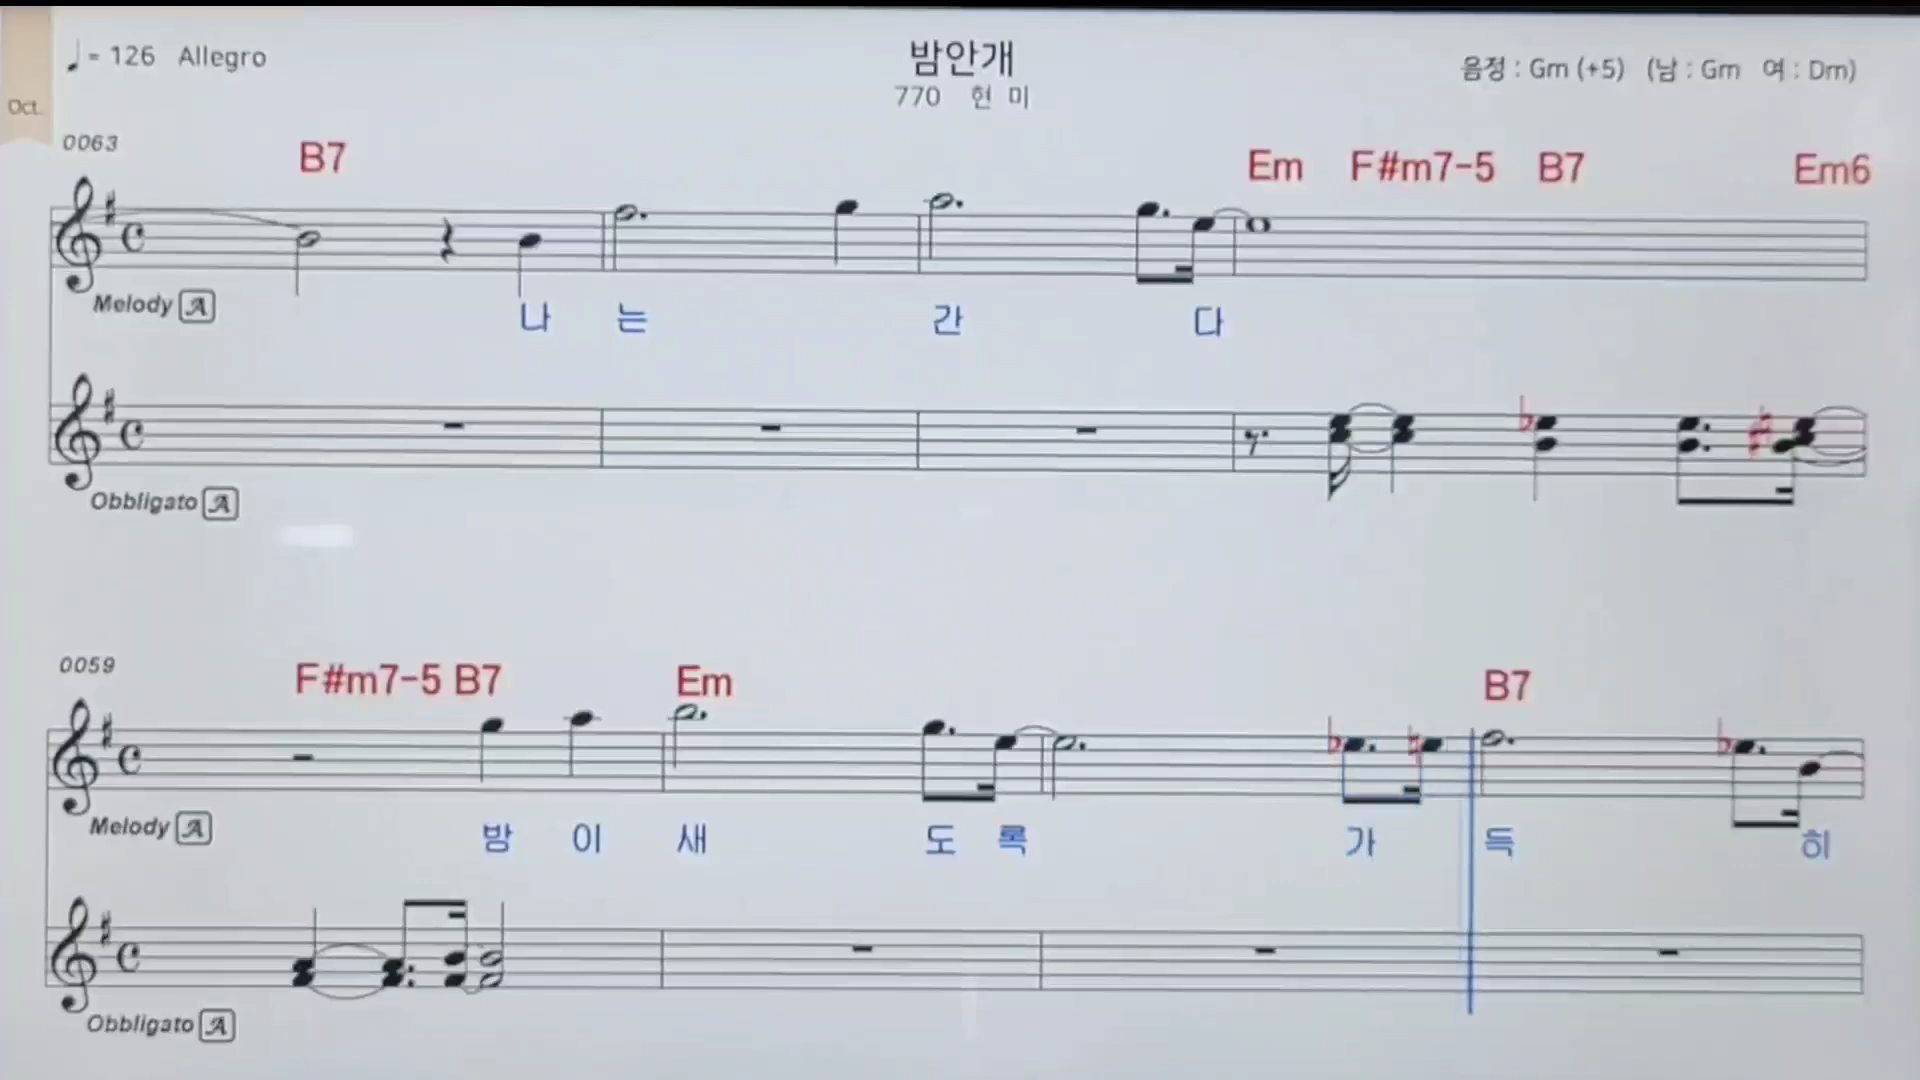 ♩= 126 Allegro
밤안개
음정 : Gm (+5) (남 : Gm 여 : Dm)
770 현 미
Oct.
0063
B7 Em F#m7-5 B7 Em6
Melody A
나 는 간 다
Obbligato A
0059
F#m7-5 B7 Em B7
Melody A
밤 이 새 도 록 가 득 히
Obbligato A